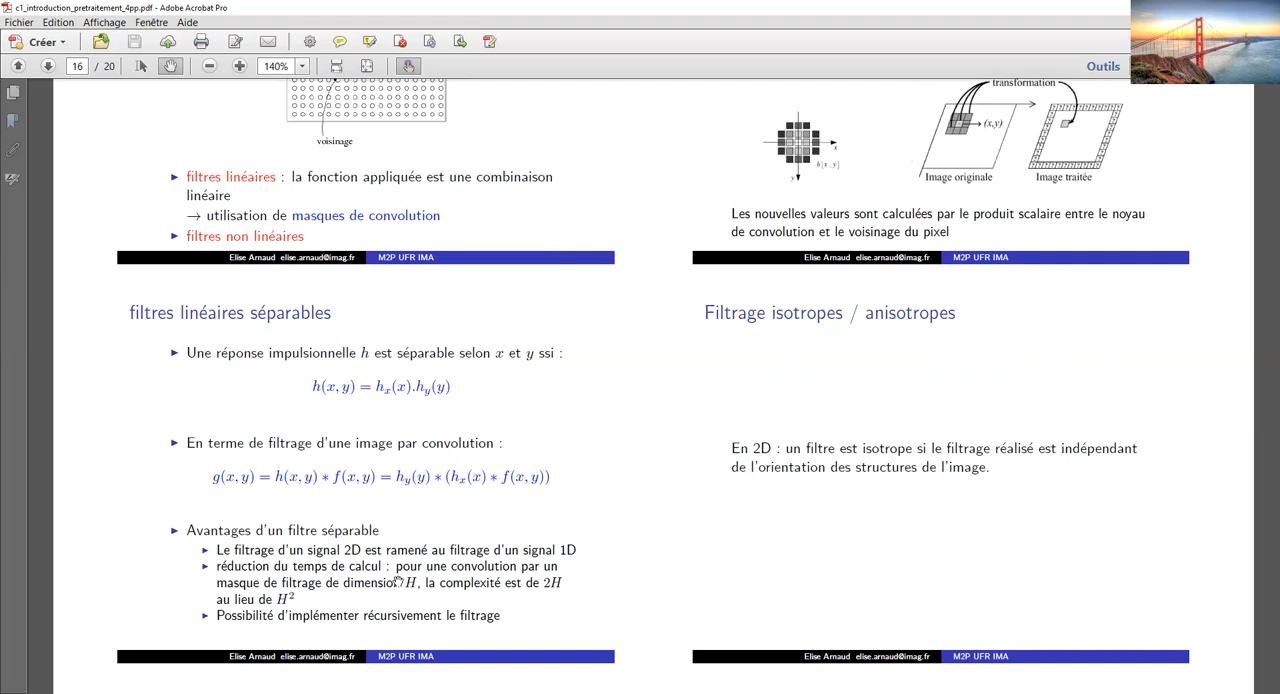 c1_introduction_pretraitement_4pp.pdf - Adobe Acrobat Pro
Fichier Edition Affichage Fenêtre Aide
Créer
16 / 20
140%
Outils
voisinage
► filtres linéaires : la fonction appliquée est une combinaison
linéaire
→ utilisation de masques de convolution
► filtres non linéaires
Elise Arnaud elise.arnaud@imag.fr M2P UFR IMA
transformation
(x,y)
x
h[x,y]
y
Image originale Image traitée
Les nouvelles valeurs sont calculées par le produit scalaire entre le noyau
de convolution et le voisinage du pixel
Elise Arnaud elise.arnaud@imag.fr M2P UFR IMA
filtres linéaires séparables
► Une réponse impulsionnelle h est séparable selon x et y ssi :
h(x, y) = hₓ(x).h_y(y)
► En terme de filtrage d'une image par convolution :
g(x, y) = h(x, y) ∗ f(x, y) = h_y(y) ∗ (hₓ(x) ∗ f(x, y))
► Avantages d'un filtre séparable
► Le filtrage d'un signal 2D est ramené au filtrage d'un signal 1D
► réduction du temps de calcul : pour une convolution par un
masque de filtrage de dimension H, la complexité est de 2H
au lieu de H²
► Possibilité d'implémenter récursivement le filtrage
Elise Arnaud elise.arnaud@imag.fr M2P UFR IMA
Filtrage isotropes / anisotropes
En 2D : un filtre est isotrope si le filtrage réalisé est indépendant
de l'orientation des structures de l'image.
Elise Arnaud elise.arnaud@imag.fr M2P UFR IMA